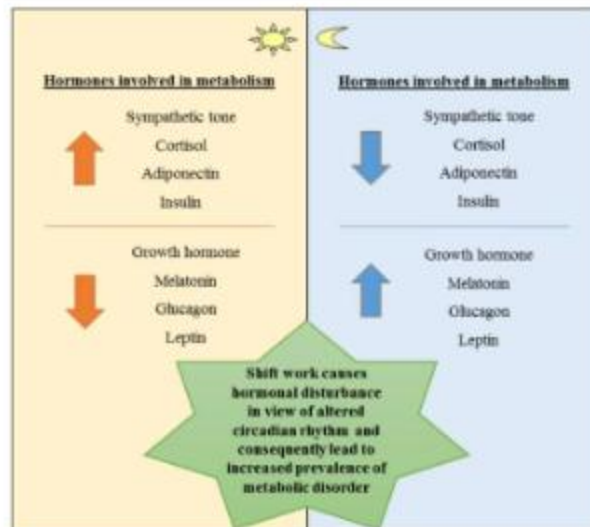 Hormones involved in metabolism
Sympathetic tone
Cortisol
Adiponectin
Insulin
Growth hormone
Melatonin
Glucagon
Leptin
Hormones involved in metabolism
Sympathetic tone
Cortisol
Adiponectin
Insulin
Growth hormone
Melatonin
Glucagon
Leptin
Shift work causes
hormonal disturbance
in view of altered
circadian rhythm and
consequently lead to
increased prevalence of
metabolic disorder